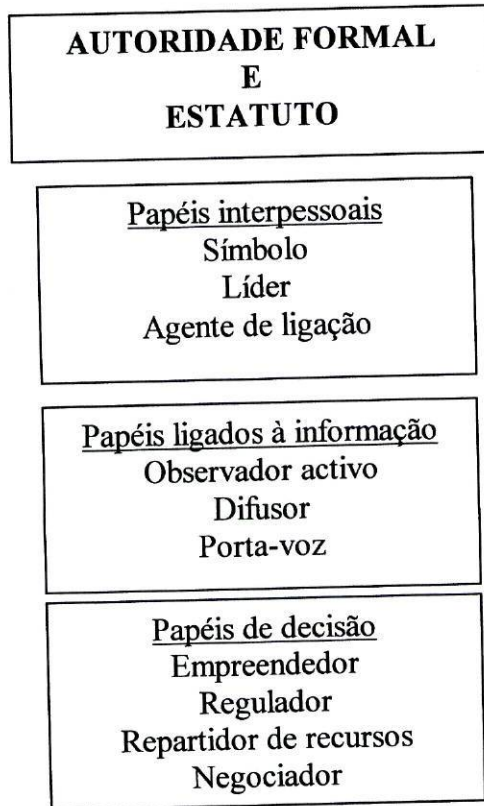 AUTORIDADE FORMAL
E
ESTATUTO
Papéis interpessoais
Símbolo
Líder
Agente de ligação
Papéis ligados à informação
Observador activo
Difusor
Porta-voz
Papéis de decisão
Empreendedor
Regulador
Repartidor de recursos
Negociador